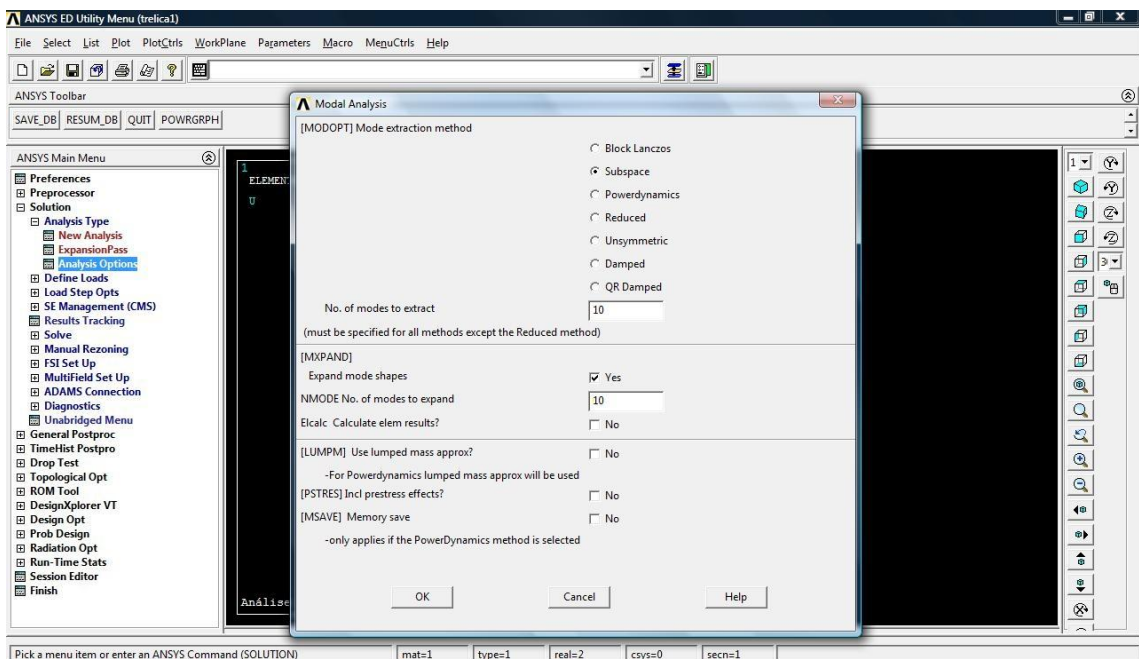 ANSYS ED Utility Menu (trelica1)
File Select List Plot PlotCtrls WorkPlane Parameters Macro MenuCtrls Help
ANSYS Toolbar
SAVE_DB RESUM_DB QUIT POWRGRPH
ANSYS Main Menu
Preferences
Preprocessor
Solution
Analysis Type
New Analysis
ExpansionPass
Analysis Options
Define Loads
Load Step Opts
SE Management (CMS)
Results Tracking
Solve
Manual Rezoning
FSI Set Up
MultiField Set Up
ADAMS Connection
Diagnostics
Unabridged Menu
General Postproc
TimeHist Postpro
Drop Test
Topological Opt
ROM Tool
DesignXplorer VT
Design Opt
Prob Design
Radiation Opt
Run-Time Stats
Session Editor
Finish
1
ELEMEN
U
Análise
Modal Analysis
[MODOPT] Mode extraction method
Block Lanczos
Subspace
Powerdynamics
Reduced
Unsymmetric
Damped
QR Damped
No. of modes to extract 10
(must be specified for all methods except the Reduced method)
[MXPAND]
Expand mode shapes Yes
NMODE No. of modes to expand 10
Elcalc Calculate elem results? No
[LUMPM] Use lumped mass approx? No
-For Powerdynamics lumped mass approx will be used
[PSTRES] Incl prestress effects? No
[MSAVE] Memory save No
-only applies if the PowerDynamics method is selected
OK Cancel Help
1
Pick a menu item or enter an ANSYS Command (SOLUTION) mat=1 type=1 real=2 csys=0 secn=1